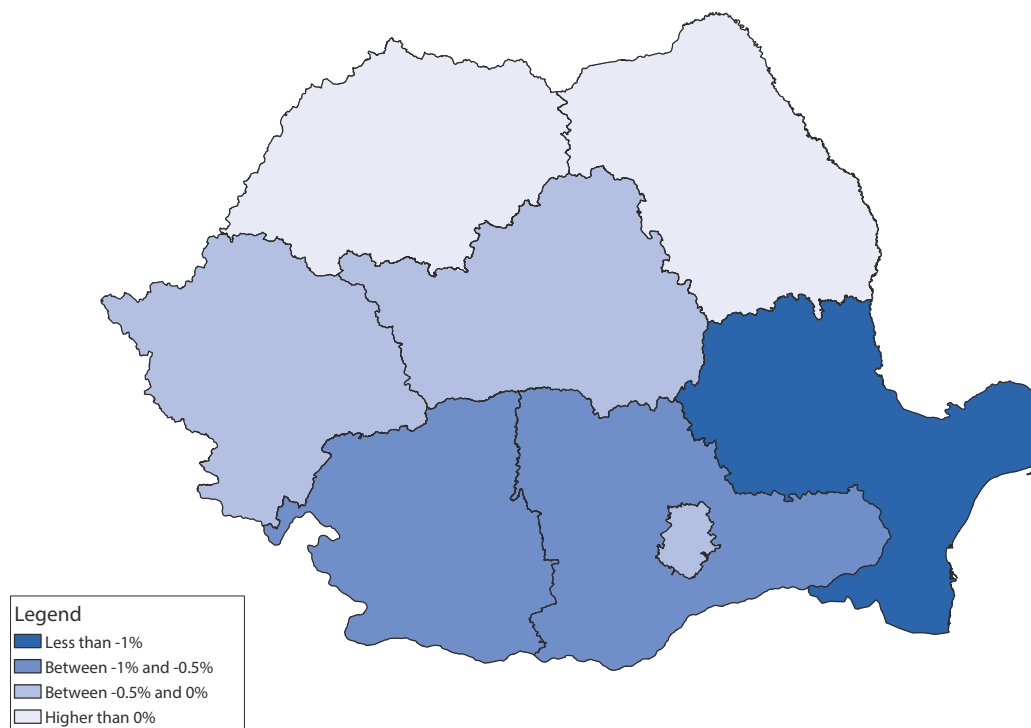 Legend
Less than -1%
Between -1% and -0.5%
Between -0.5% and 0%
Higher than 0%